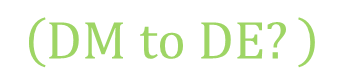 (DM to DE? )